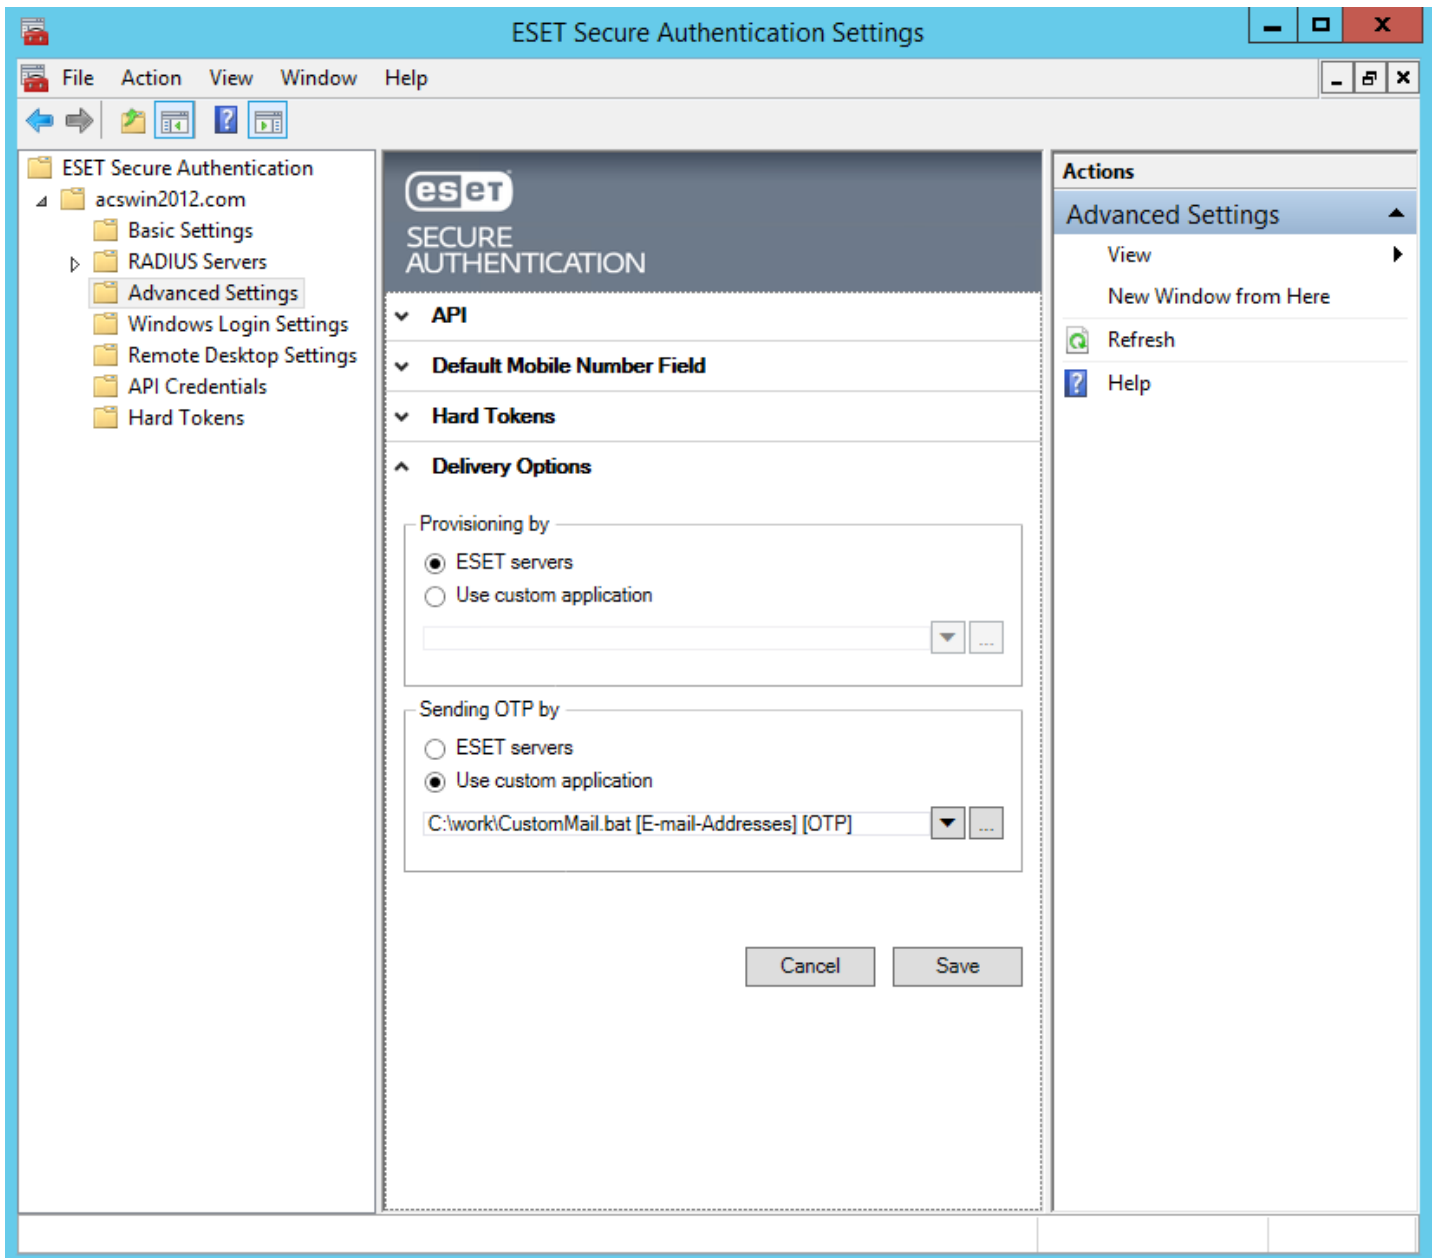 ESET Secure Authentication Settings
File Action View Window Help
ESET Secure Authentication
acswin2012.com
Basic Settings
RADIUS Servers
Advanced Settings
Windows Login Settings
Remote Desktop Settings
API Credentials
Hard Tokens
eset
SECURE
AUTHENTICATION
API
Default Mobile Number Field
Hard Tokens
Delivery Options
Provisioning by
ESET servers
Use custom application
...
Sending OTP by
ESET servers
Use custom application
C:\work\CustomMail.bat [E-mail-Addresses] [OTP]
...
Cancel Save
Actions
Advanced Settings
View
New Window from Here
Refresh
Help